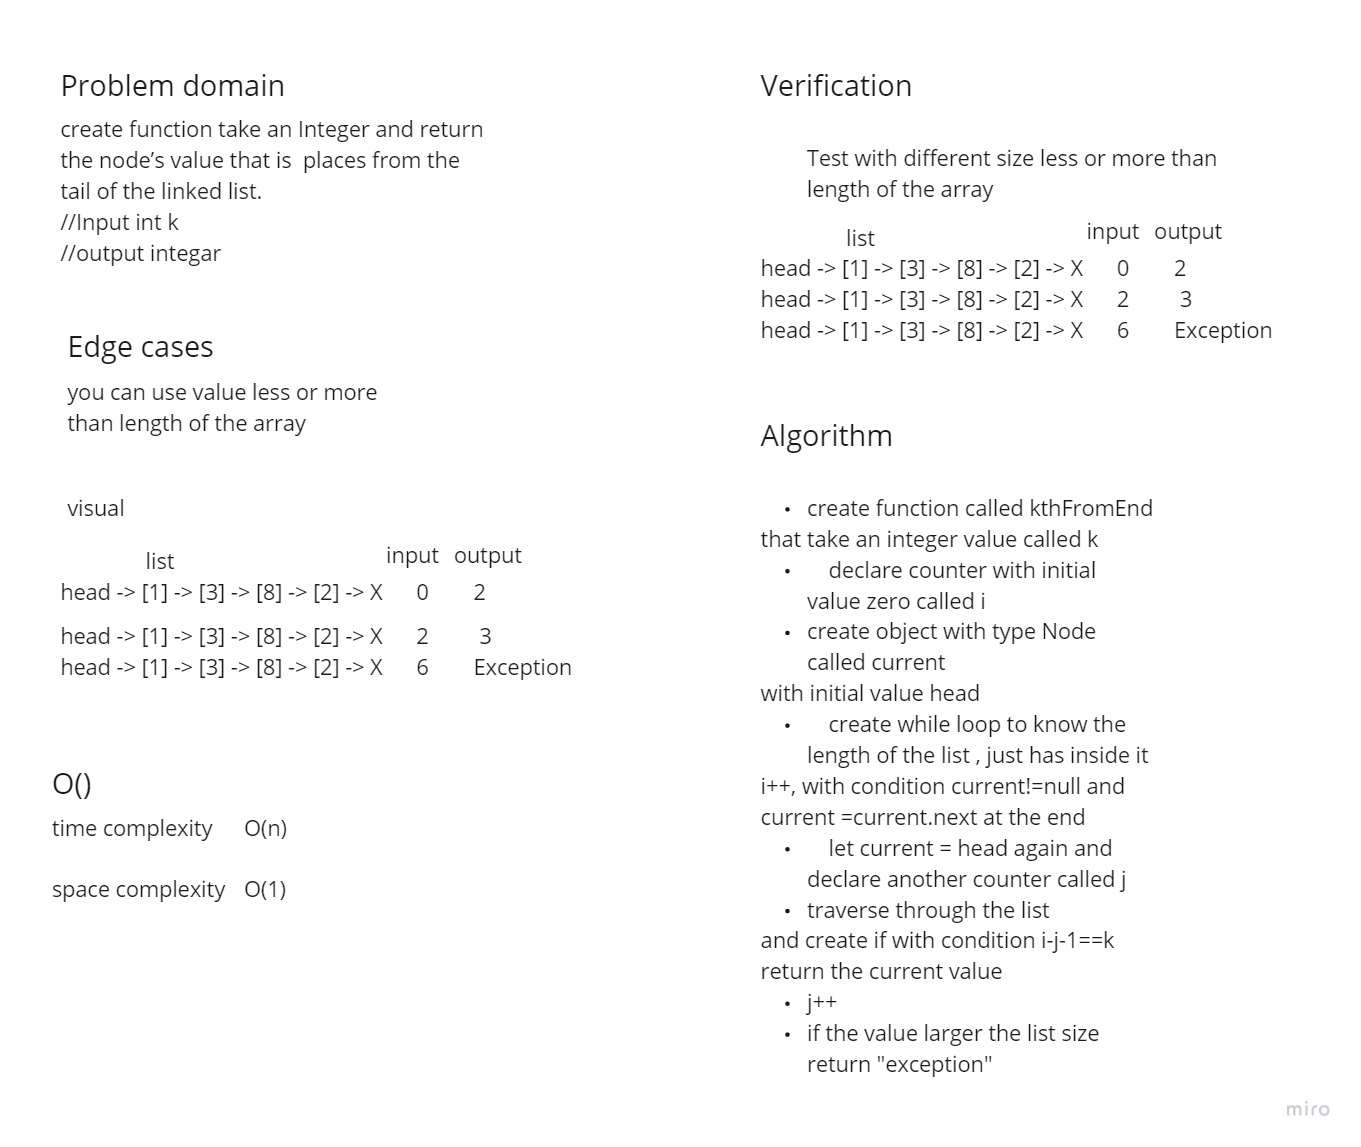 Problem domain
create function take an Integer and return
the node’s value that is  places from the
tail of the linked list.
//Input int k
//output integar
Edge cases
you can use value less or more
than length of the array
visual
list input output
head -> [1] -> [3] -> [8] -> [2] -> X 0 2
head -> [1] -> [3] -> [8] -> [2] -> X 2 3
head -> [1] -> [3] -> [8] -> [2] -> X 6 Exception
O()
time complexity O(n)
space complexity O(1)
Verification
Test with different size less or more than
length of the array
list input output
head -> [1] -> [3] -> [8] -> [2] -> X 0 2
head -> [1] -> [3] -> [8] -> [2] -> X 2 3
head -> [1] -> [3] -> [8] -> [2] -> X 6 Exception
Algorithm
• create function called kthFromEnd
that take an integer value called k
• declare counter with initial
value zero called i
• create object with type Node
called current
with initial value head
• create while loop to know the
length of the list , just has inside it
i++, with condition current!=null and
current =current.next at the end
• let current = head again and
declare another counter called j
• traverse through the list
and create if with condition i-j-1==k
return the current value
• j++
• if the value larger the list size
return "exception"
miro